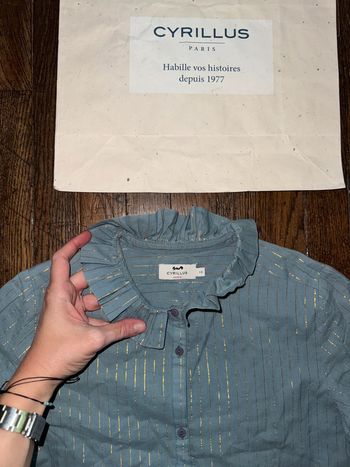 CYRILLUS
PARIS
Habille vos histoires
depuis 1977
CYRILLUS